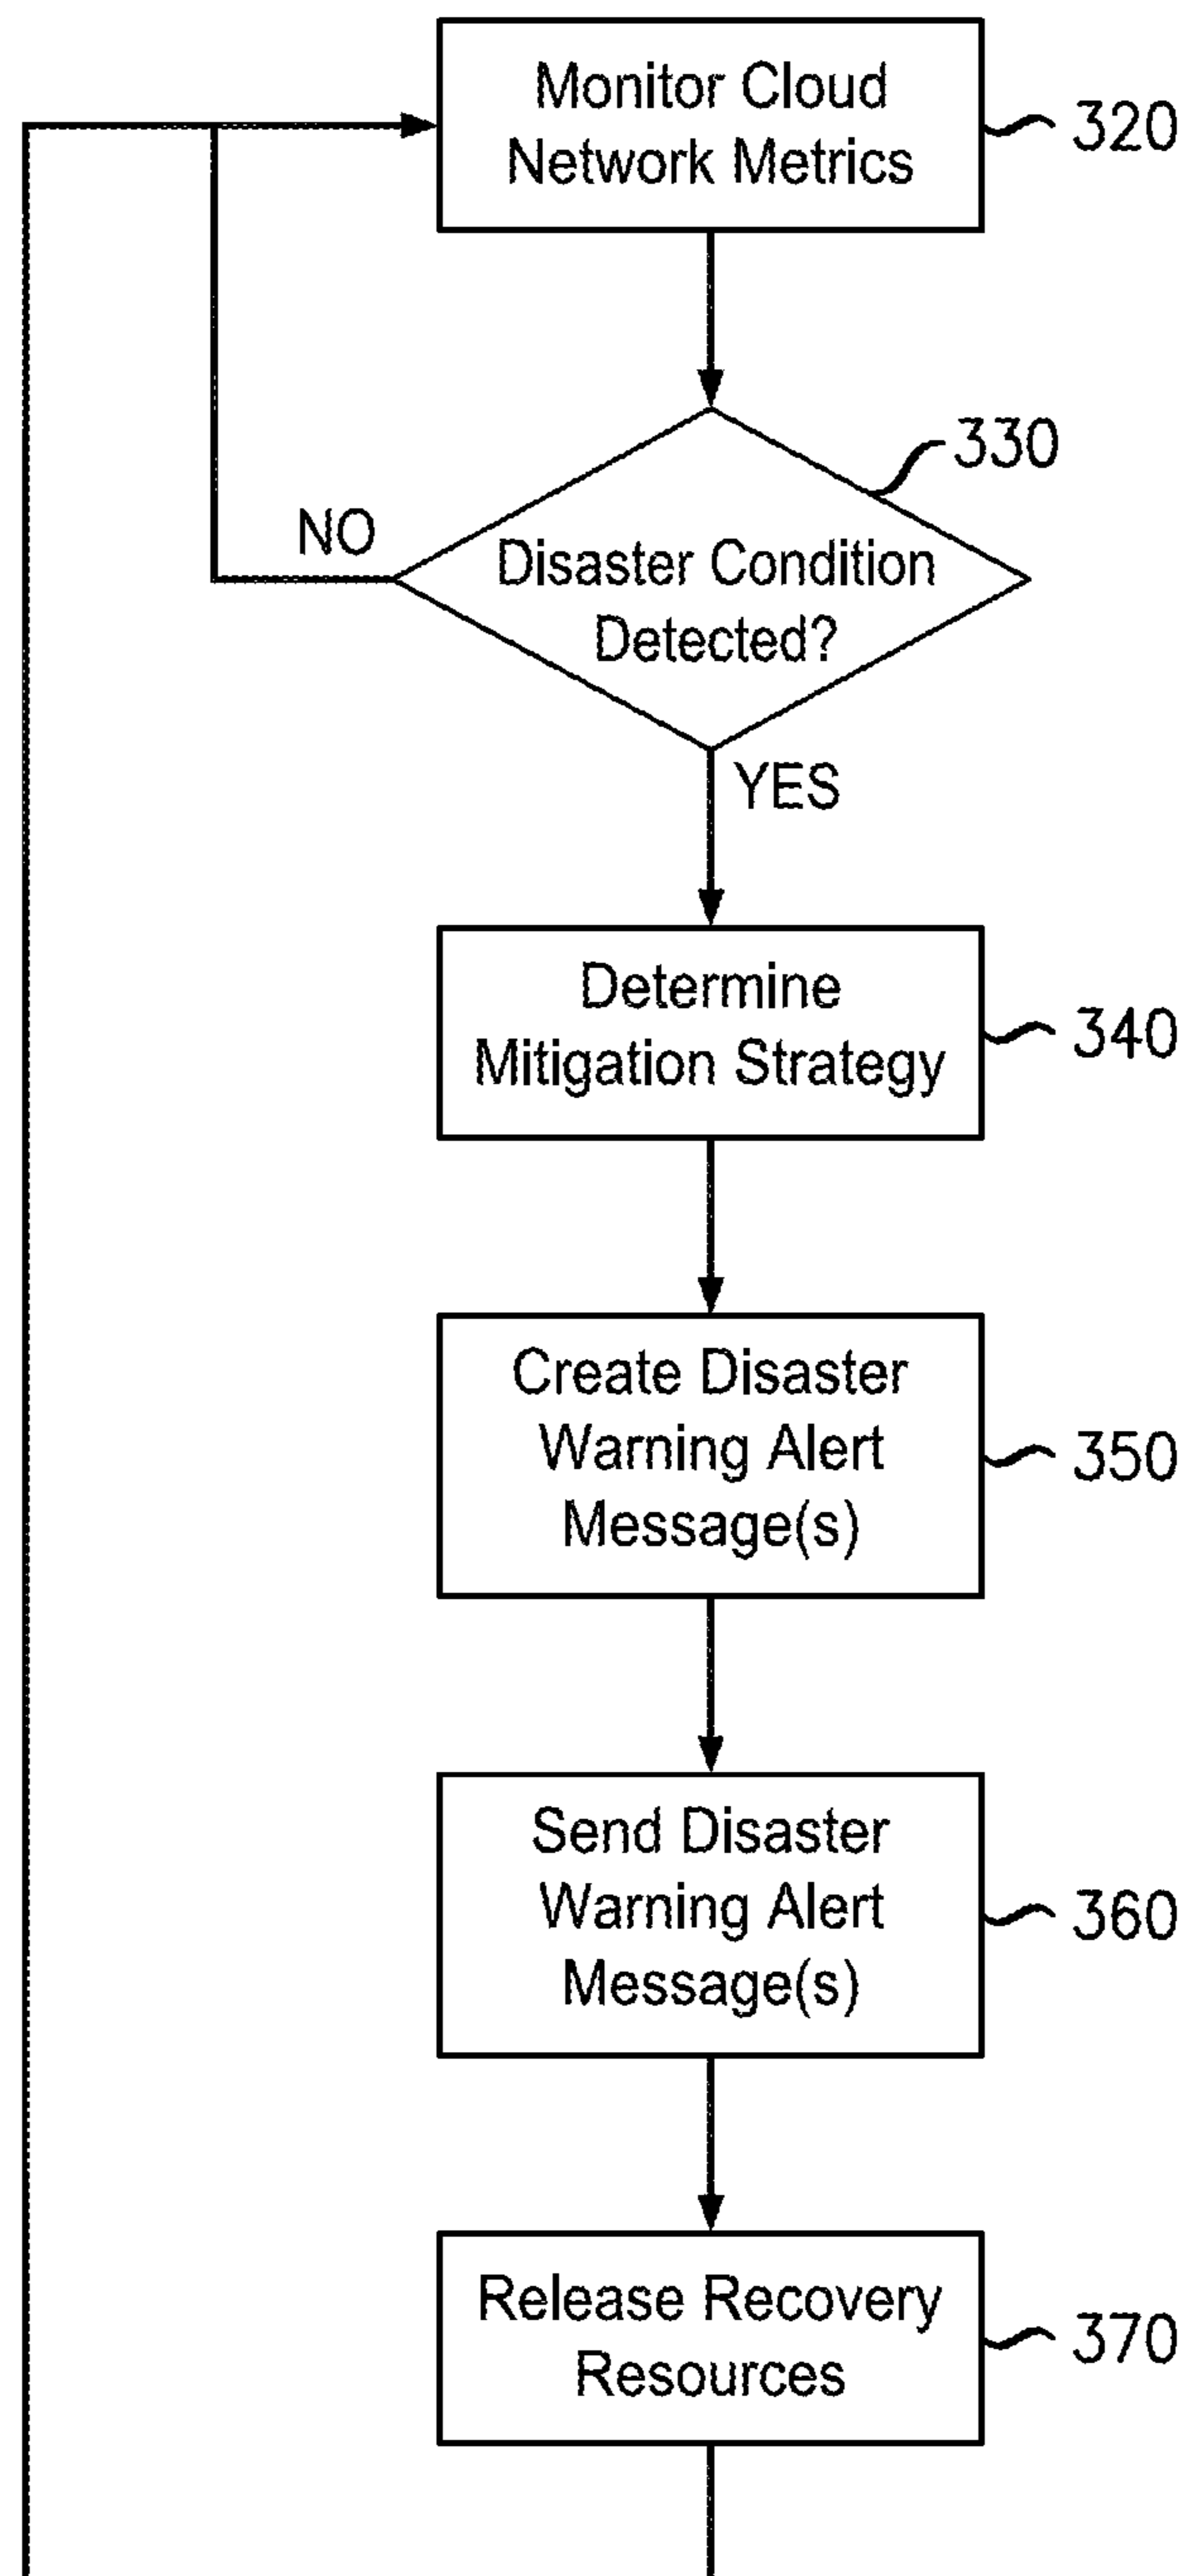 Monitor Cloud
Network Metrics
320
330
NO
Disaster Condition
Detected?
YES
Determine
Mitigation Strategy
340
Create Disaster
Warning Alert
Message(s)
350
Send Disaster
Warning Alert
Message(s)
360
Release Recovery
Resources
370